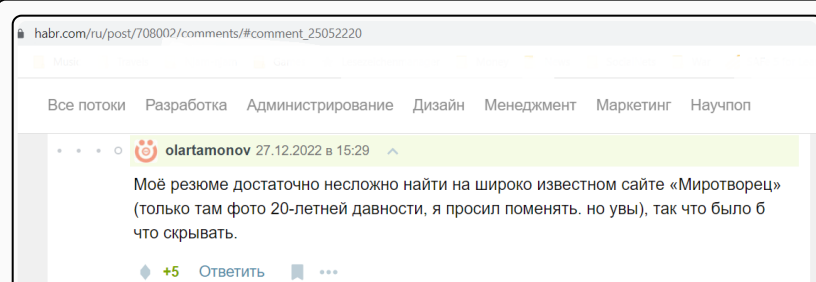 habr.com/ru/post/708002/comments/#comment_25052220
Все потоки Разработка Администрирование Дизайн Менеджмент Маркетинг Научпоп
olartamonov 27.12.2022 в 15:29
Моё резюме достаточно несложно найти на широко известном сайте «Миротворец»
(только там фото 20-летней давности, я просил поменять. но увы), так что было б
что скрывать.
+5 Ответить